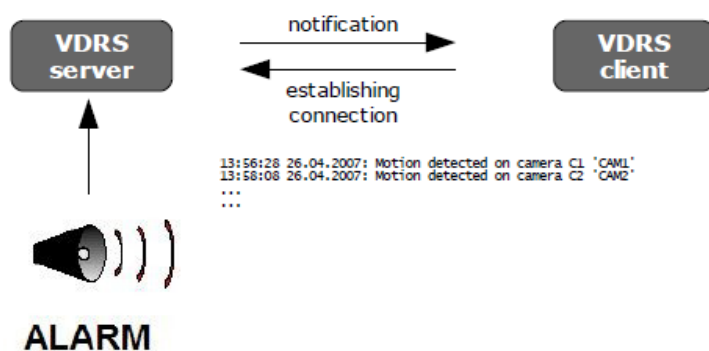 VDRS
server
notification
establishing
connection
VDRS
client
13:56:28 26.04.2007: Motion detected on camera C1 'CAM1'
13:58:08 26.04.2007: Motion detected on camera C2 'CAM2'
...
...
ALARM